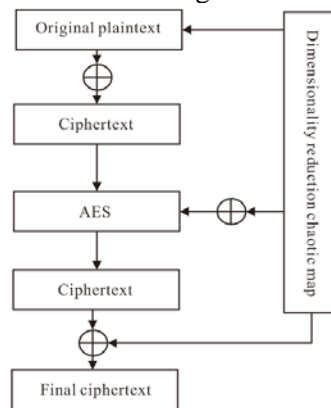 Original plaintext
Ciphertext
AES
Ciphertext
Final ciphertext
Dimensionality reduction chaotic map